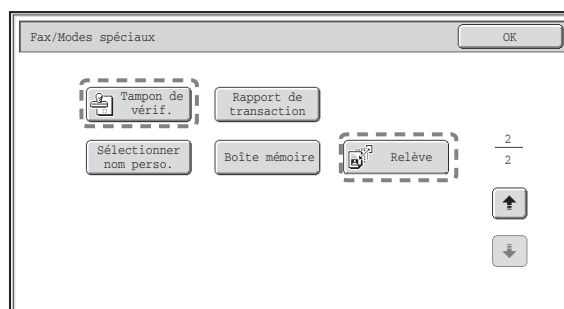 Fax/Modes spéciaux
OK
Tampon de
vérif.
Rapport de
transaction
Sélectionner
nom perso.
Boîte mémoire
Relève
2
2